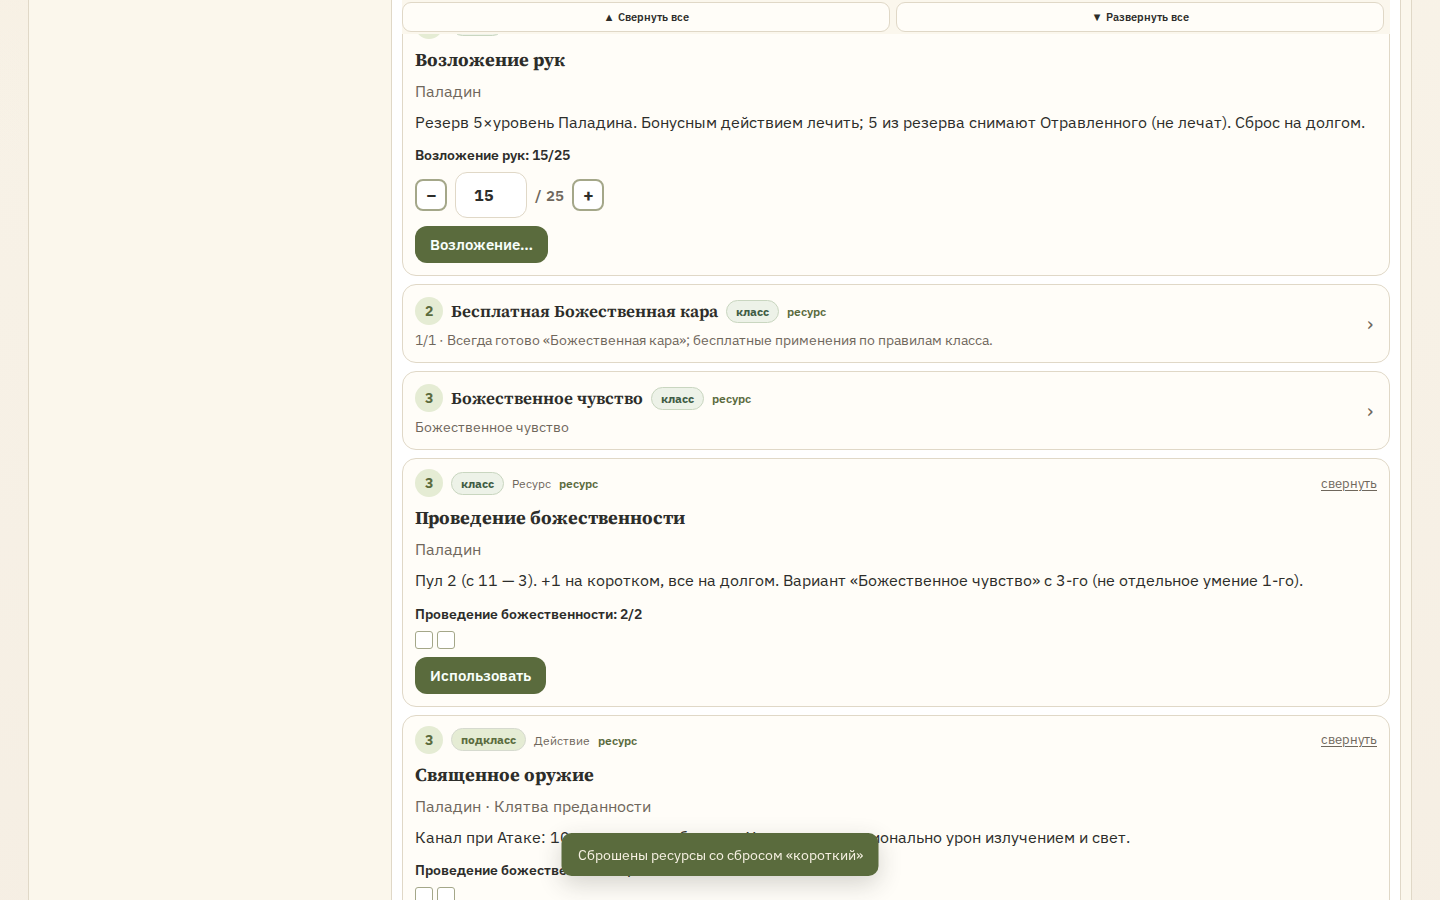 ▲ Свернуть все
▼ Развернуть все
Возложение рук
Паладин
Резерв 5×уровень Паладина. Бонусным действием лечить; 5 из резерва снимают Отравленного (не лечат). Сброс на долгом.
Возложение рук: 15/25
− 15 / 25 +
Возложение...
2 Бесплатная Божественная кара класс ресурс
1/1 · Всегда готово «Божественная кара»; бесплатные применения по правилам класса.
›
3 Божественное чувство класс ресурс
Божественное чувство
›
3 класс Ресурс ресурс свернуть
Проведение божественности
Паладин
Пул 2 (с 11 — 3). +1 на коротком, все на долгом. Вариант «Божественное чувство» с 3-го (не отдельное умение 1-го).
Проведение божественности: 2/2
Использовать
3 подкласс Действие ресурс свернуть
Священное оружие
Паладин · Клятва преданности
Канал при Атаке: урон излучением и свет.
Проведение
Сброшены ресурсы со сбросом «короткий»